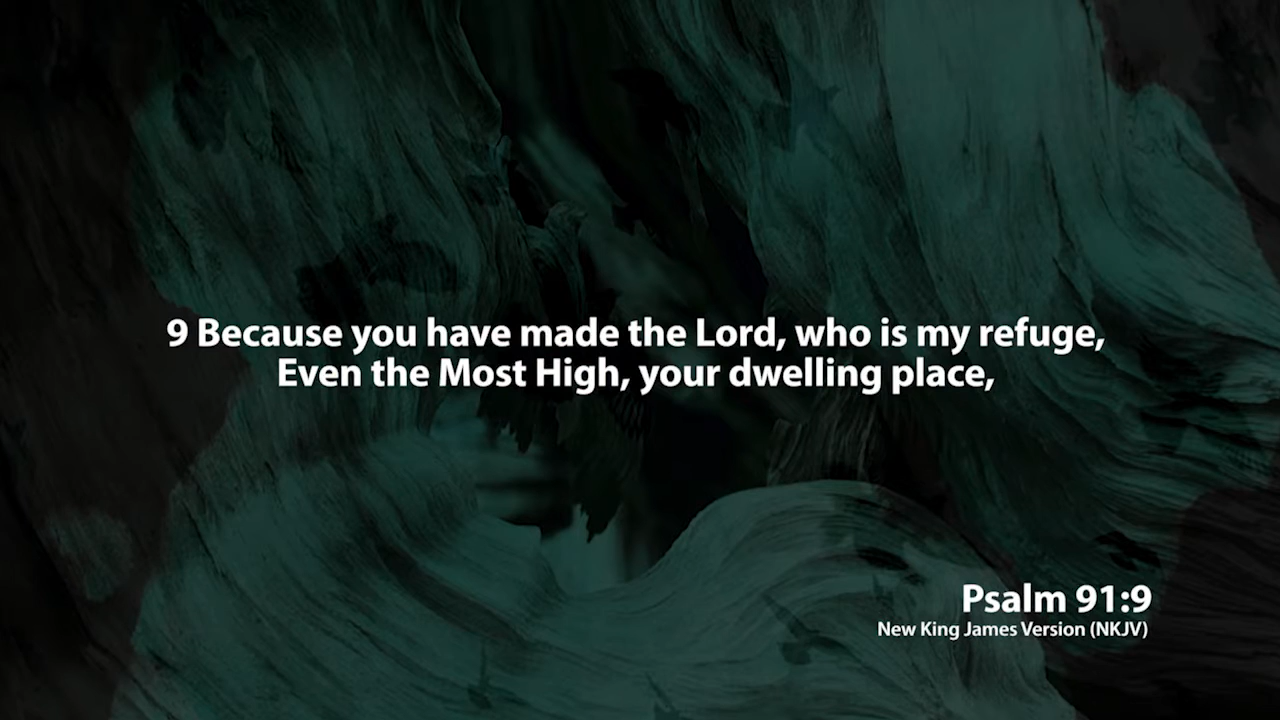 9 Because you have made the Lord, who is my refuge,
Even the Most High, your dwelling place,
Psalm 91:9
New King James Version (NKJV)